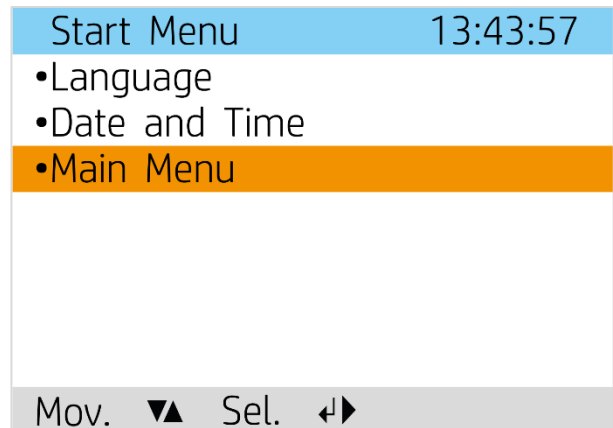 Start Menu 13:43:57
•Language
•Date and Time
•Main Menu
Mov. ▼▲ Sel. ↲▶